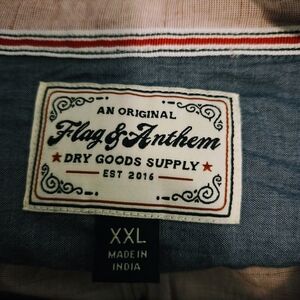 AN ORIGINAL
Flag & Anthem
DRY GOODS SUPPLY
EST 2016
XXL
MADE IN
INDIA